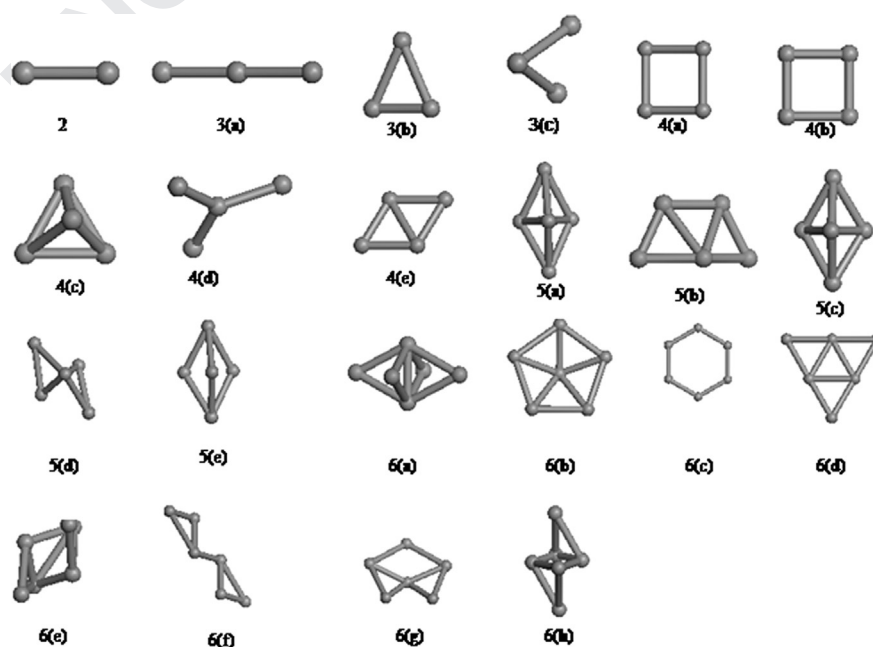 2 3(a) 3(b) 3(c) 4(a) 4(b)
4(c) 4(d) 4(e) 5(a) 5(b) 5(c)
5(d) 5(e) 6(a) 6(b) 6(c) 6(d)
6(e) 6(f) 6(g) 6(h)